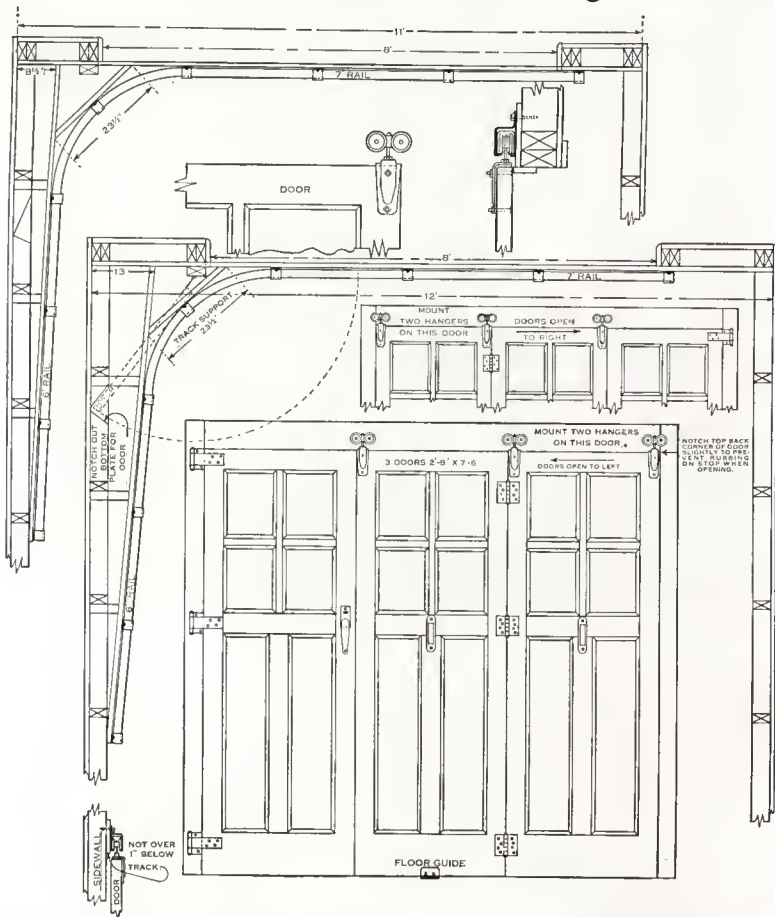 11'
8'
8½"
7' RAIL
23½"
DOOR
8'
13
7' RAIL
12'
TRACK SUPPORT
23½"
MOUNT
TWO HANGERS
ON THIS DOOR
DOORS OPEN
TO RIGHT
6' RAIL
NOTCH OUT
BOTTOM
PLATE FOR
DOOR
MOUNT TWO HANGERS
ON THIS DOOR.
3 DOORS 2'-8" X 7-6
DOORS OPEN TO LEFT
NOTCH TOP BACK
CORNER OF DOOR
SLIGHTLY TO PRE-
VENT RUBBING
ON STOP WHEN
OPENING.
6' RAIL
SIDEWALL
DOOR
NOT OVER
1" BELOW
TRACK
FLOOR GUIDE